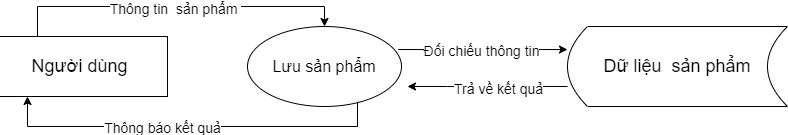 Thông tin sản phẩm
Người dùng
Lưu sản phẩm
Đối chiếu thông tin
Dữ liệu sản phẩm
Trả về kết quả
Thông báo kết quả